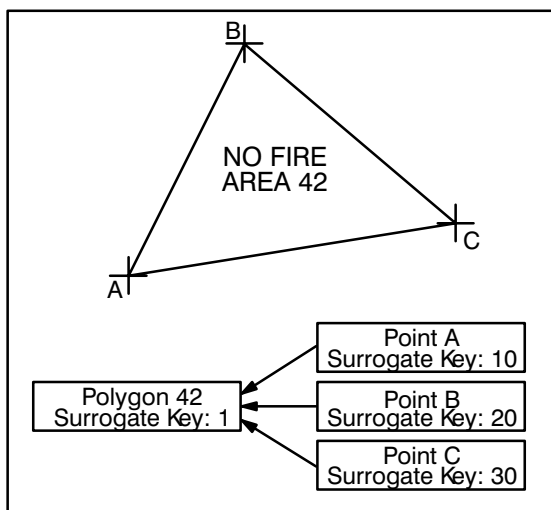 B
NO FIRE
AREA 42
C
A
Point A
Surrogate Key: 10
Polygon 42
Surrogate Key: 1
Point B
Surrogate Key: 20
Point C
Surrogate Key: 30